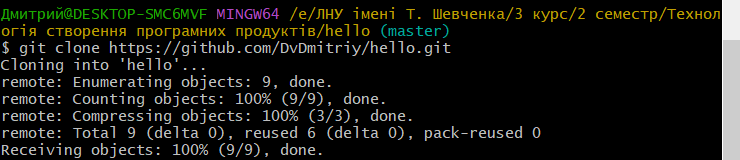 Дмитрий@DESKTOP-SMC6MVF MINGW64 /e/ЛНУ імені Т. Шевченка/3 курс/2 семестр/Технол
огія створення програмних продуктів/hello (master)
$ git clone https://github.com/DvDmitriy/hello.git
Cloning into 'hello'...
remote: Enumerating objects: 9, done.
remote: Counting objects: 100% (9/9), done.
remote: Compressing objects: 100% (3/3), done.
remote: Total 9 (delta 0), reused 6 (delta 0), pack-reused 0
Receiving objects: 100% (9/9), done.